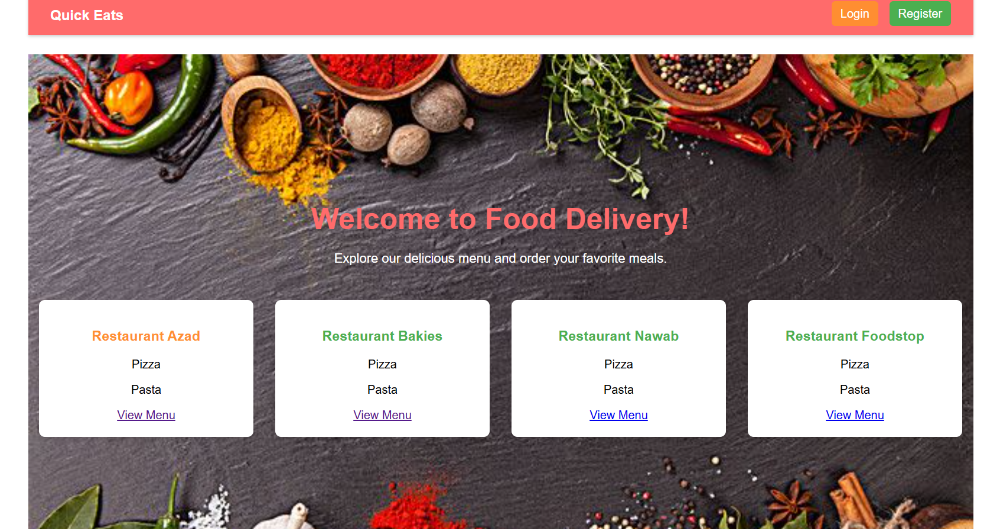 Quick Eats
Login
Register
Welcome to Food Delivery!
Explore our delicious menu and order your favorite meals.
Restaurant Azad
Pizza
Pasta
View Menu
Restaurant Bakies
Pizza
Pasta
View Menu
Restaurant Nawab
Pizza
Pasta
View Menu
Restaurant Foodstop
Pizza
Pasta
View Menu